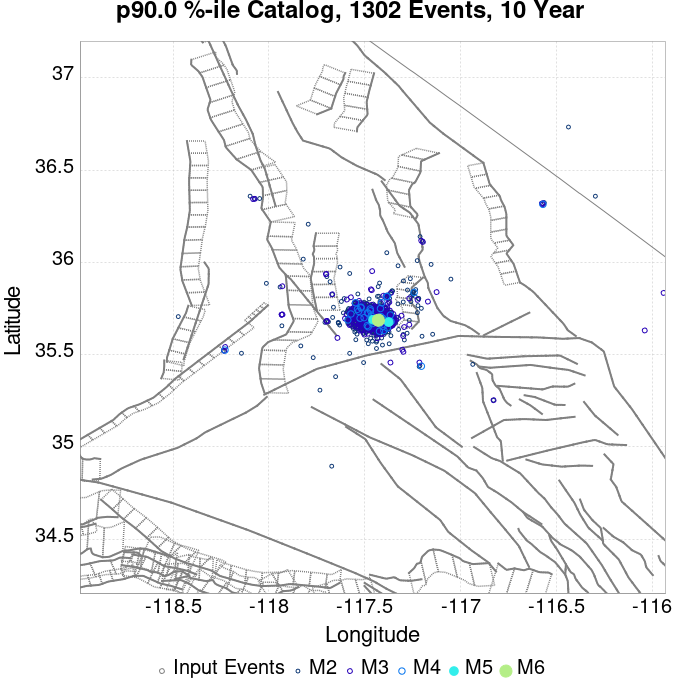 p90.0 %-ile Catalog, 1302 Events, 10 Year
37
36.5
36
35.5
35
34.5
Latitude
-118.5 -118 -117.5 -117 -116.5 -116
Longitude
Input Events M2 M3 M4 M5 M6